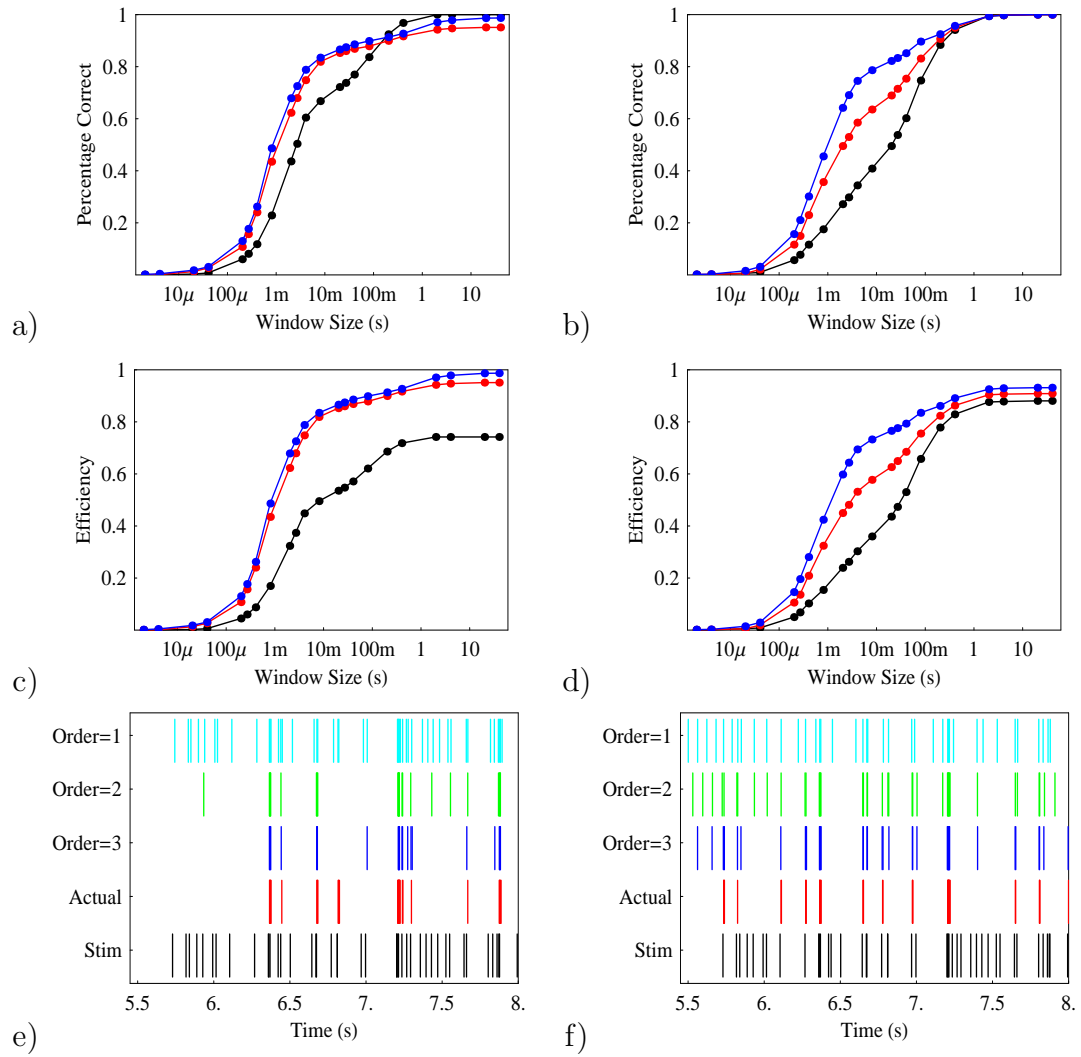 1
0.8
0.6
0.4
0.2
Percentage Correct
10μ 100μ 1m 10m 100m 1 10
Window Size (s)
a)
1
0.8
0.6
0.4
0.2
Percentage Correct
10μ 100μ 1m 10m 100m 1 10
Window Size (s)
b)
1
0.8
0.6
0.4
0.2
Efficiency
10μ 100μ 1m 10m 100m 1 10
Window Size (s)
c)
1
0.8
0.6
0.4
0.2
Efficiency
10μ 100μ 1m 10m 100m 1 10
Window Size (s)
d)
Order=1
Order=2
Order=3
Actual
Stim
5.5 6. 6.5 7. 7.5 8.
Time (s)
e)
Order=1
Order=2
Order=3
Actual
Stim
5.5 6. 6.5 7. 7.5 8.
Time (s)
f)